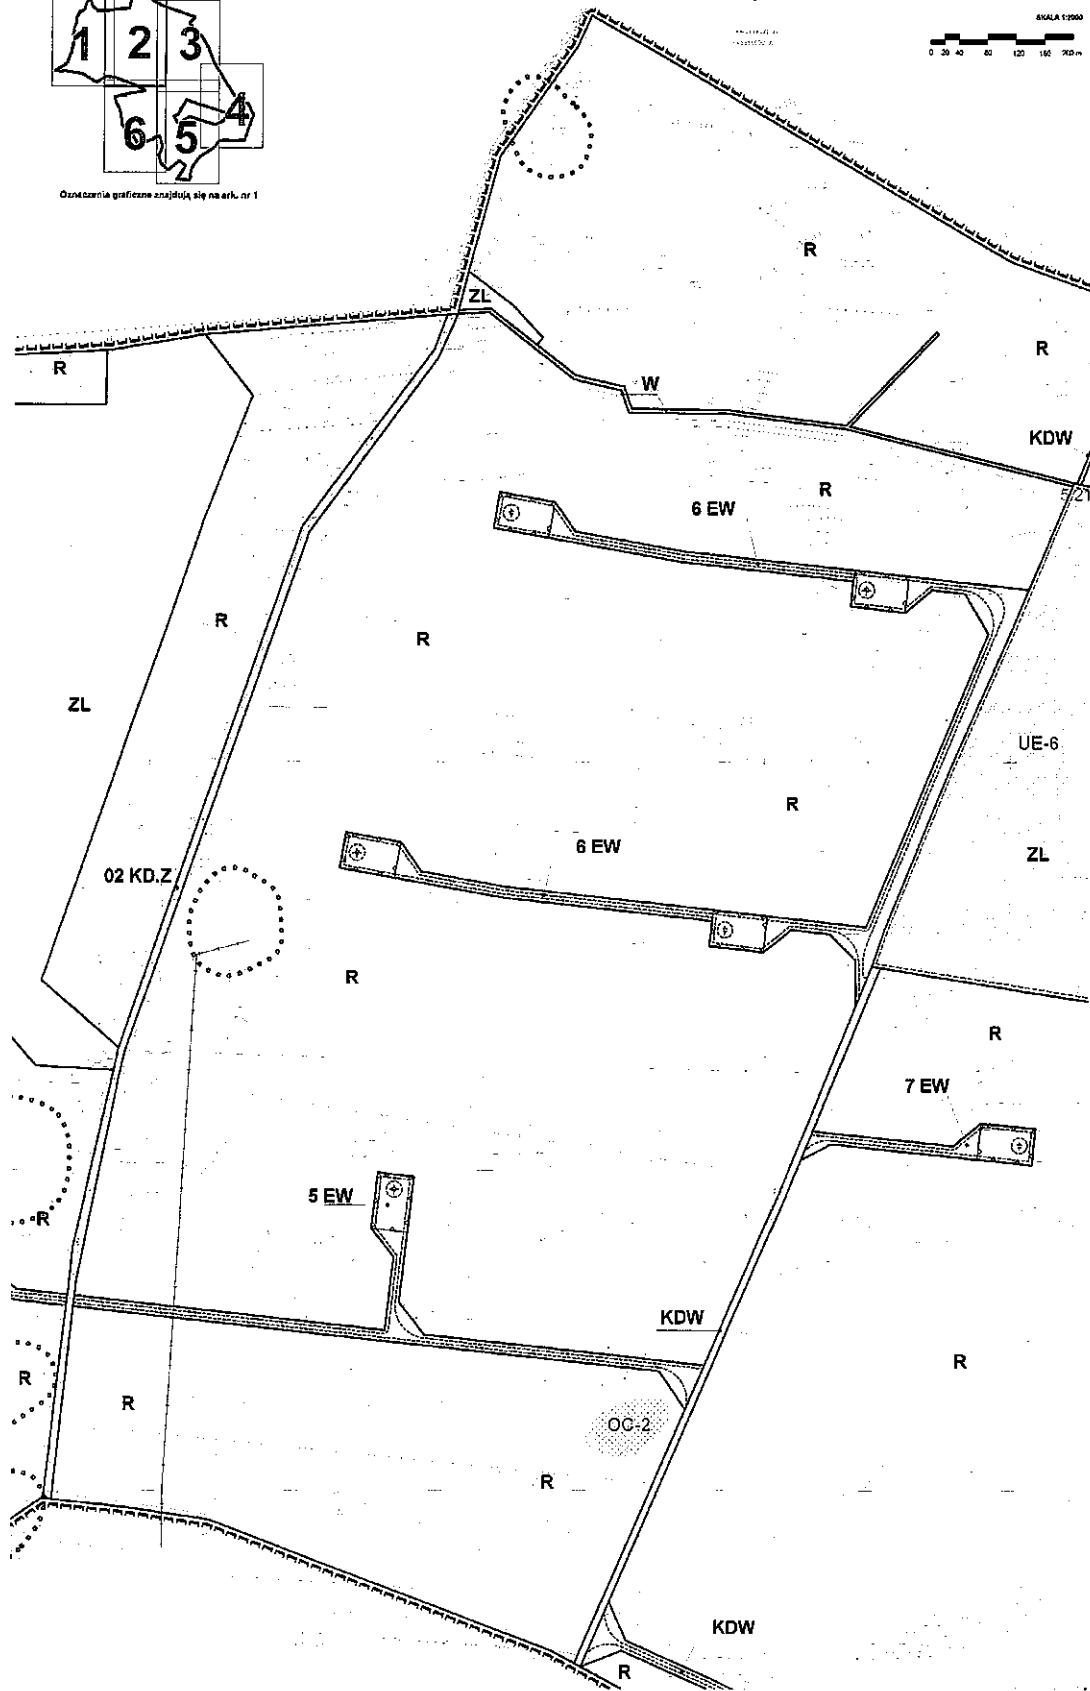 1 2 3
4
6 5
Oznaczenia graficzne znajdują się na ark. nr 1
SKALA 1:2000
0 20 40 80 120 160 200 m
R
ZL
R
R
W
KDW
R
6 EW
R
R
ZL
UE-6
R
6 EW
ZL
02 KD.Z
R
R
7 EW
5 EW
R
KDW
R
R
R
OC-2
R
KDW
R